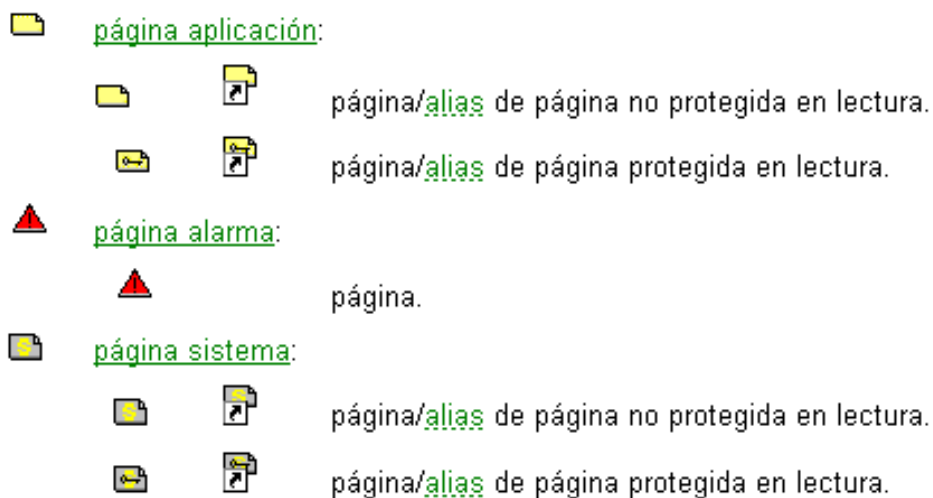 página aplicación:
página/alias de página no protegida en lectura.
página/alias de página protegida en lectura.
página alarma:
página.
página sistema:
página/alias de página no protegida en lectura.
página/alias de página protegida en lectura.